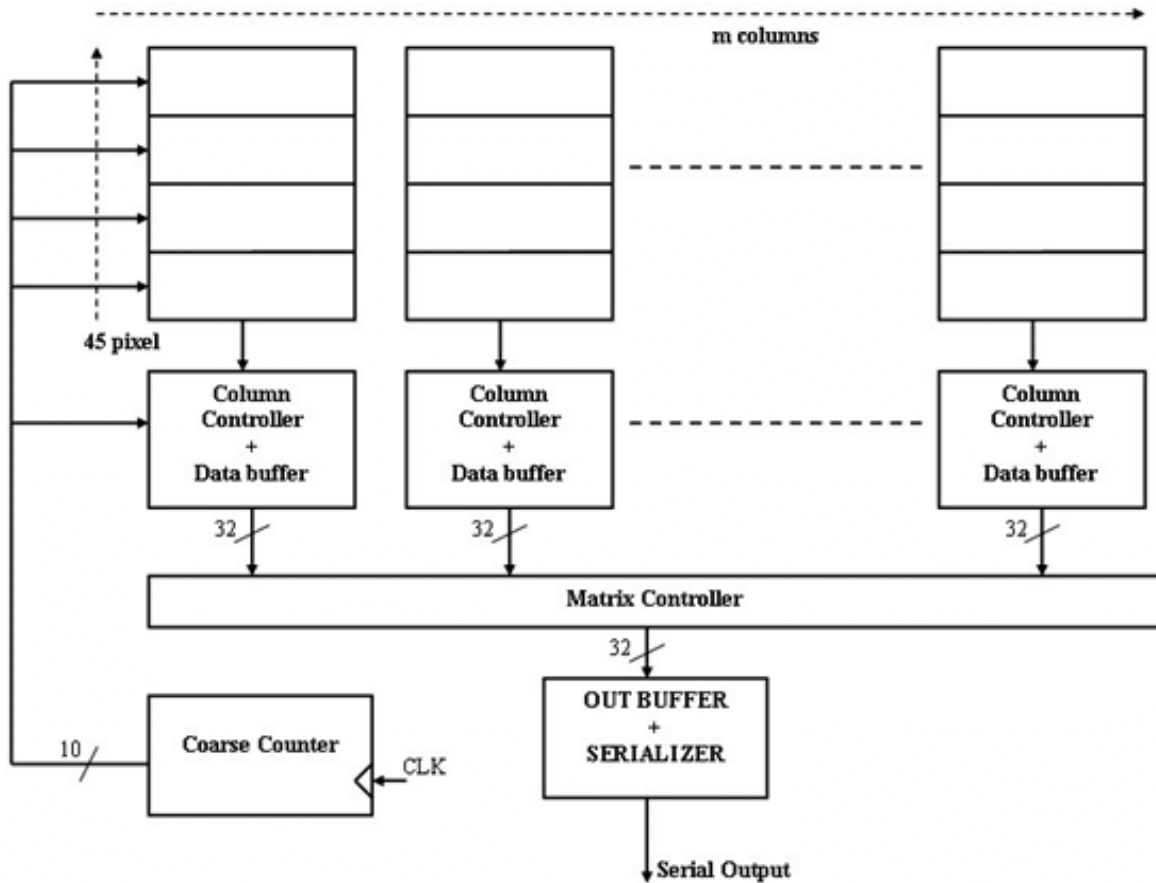 m columns
45 pixel
Column
Controller
+
Data buffer
Column
Controller
+
Data buffer
Column
Controller
+
Data buffer
32
32
32
Matrix Controller
32
OUT BUFFER
+
SERIALIZER
Coarse Counter
10
CLK
Serial Output